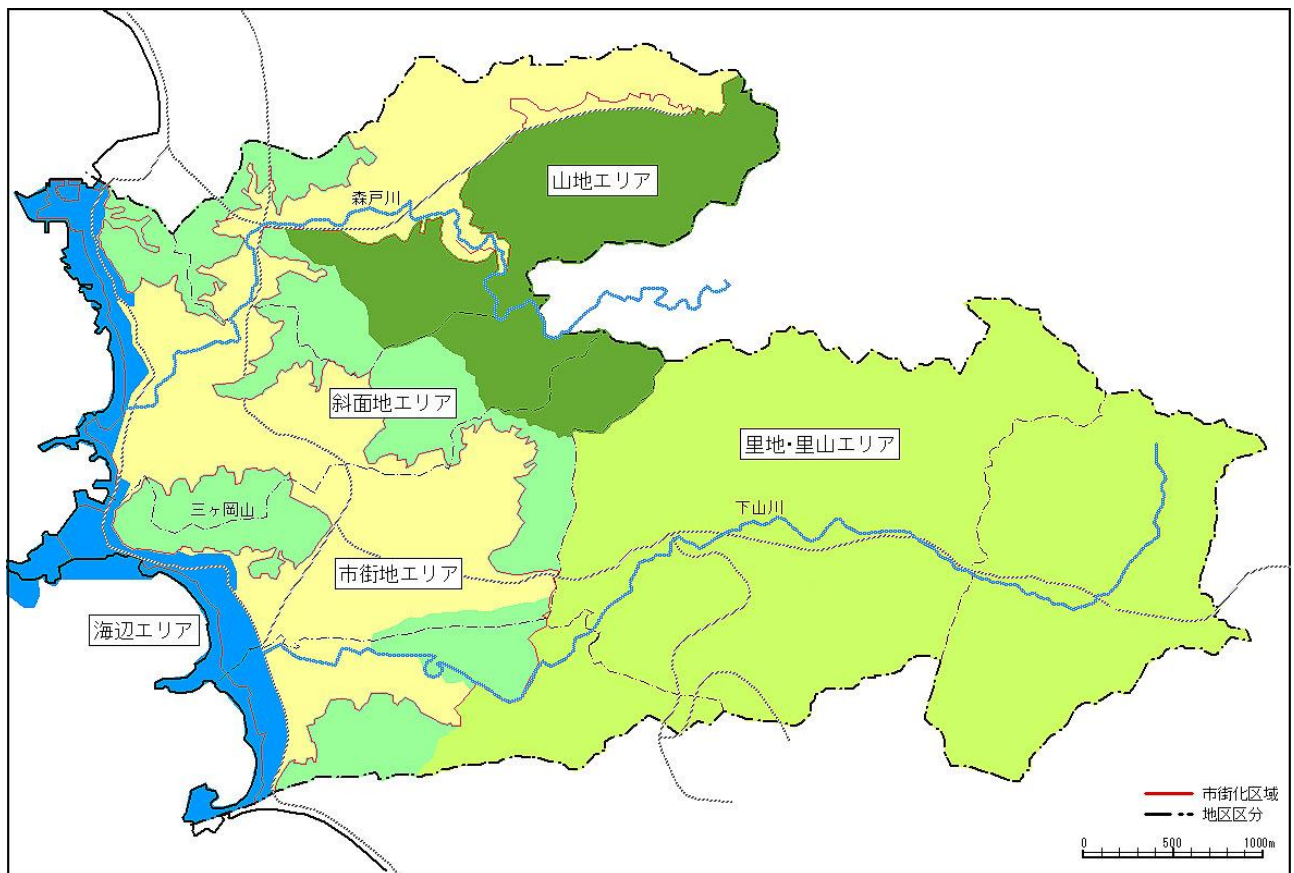 山地エリア
森戸川
斜面地エリア
里地・里山エリア
三ヶ岡山
下山川
市街地エリア
海辺エリア
市街化区域
地区区分
0 500 1000m